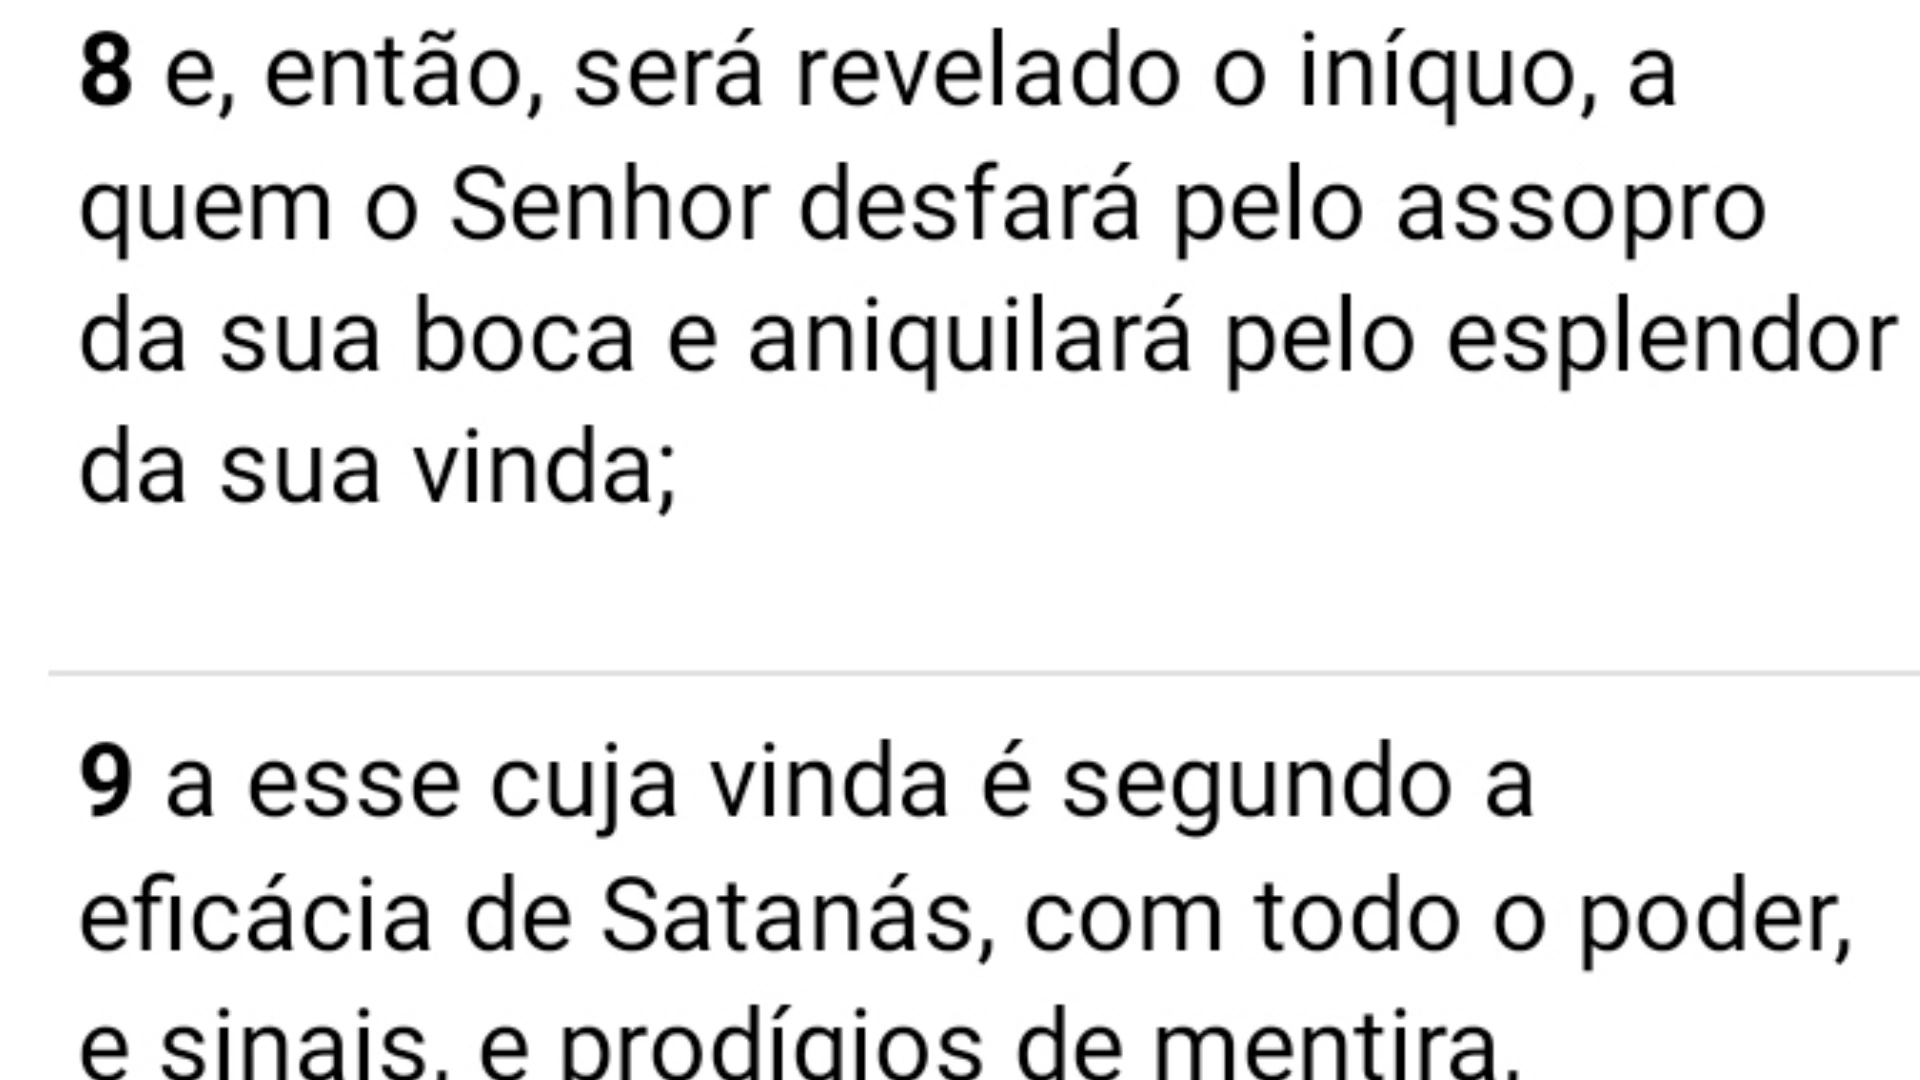 8 e, então, será revelado o iníquo, a
quem o Senhor desfará pelo assopro
da sua boca e aniquilará pelo esplendor
da sua vinda;
9 a esse cuja vinda é segundo a
eficácia de Satanás, com todo o poder,
e sinais, e prodígios de mentira,